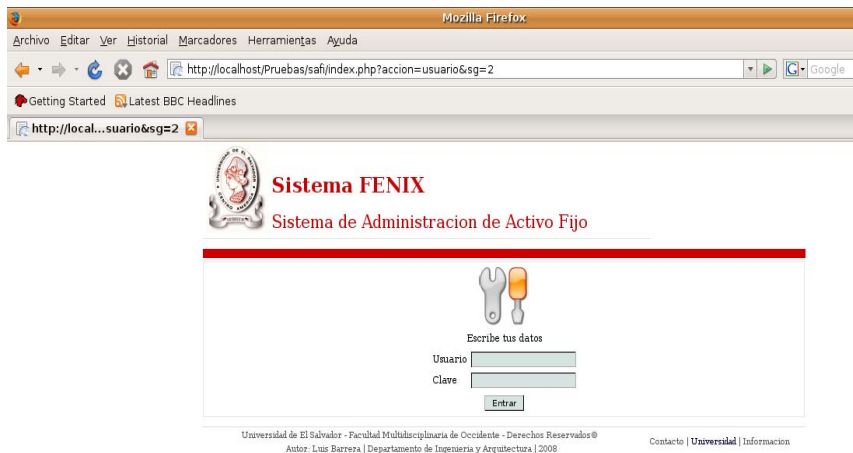 Mozilla Firefox
Archivo Editar Ver Historial Marcadores Herramientas Ayuda
http://localhost/Pruebas/safi/index.php?accion=usuario&sg=2
G Google
Getting Started Latest BBC Headlines
http://local...suario&sg=2
Sistema FENIX
Sistema de Administracion de Activo Fijo
Escribe tus datos
Usuario
Clave
Entrar
Universidad de El Salvador - Facultad Multidisciplinaria de Occidente - Derechos Reservados®
Autor: Luis Barrera | Departamento de Ingenieria y Arquitectura | 2008
Contacto | Universidad | Informacion